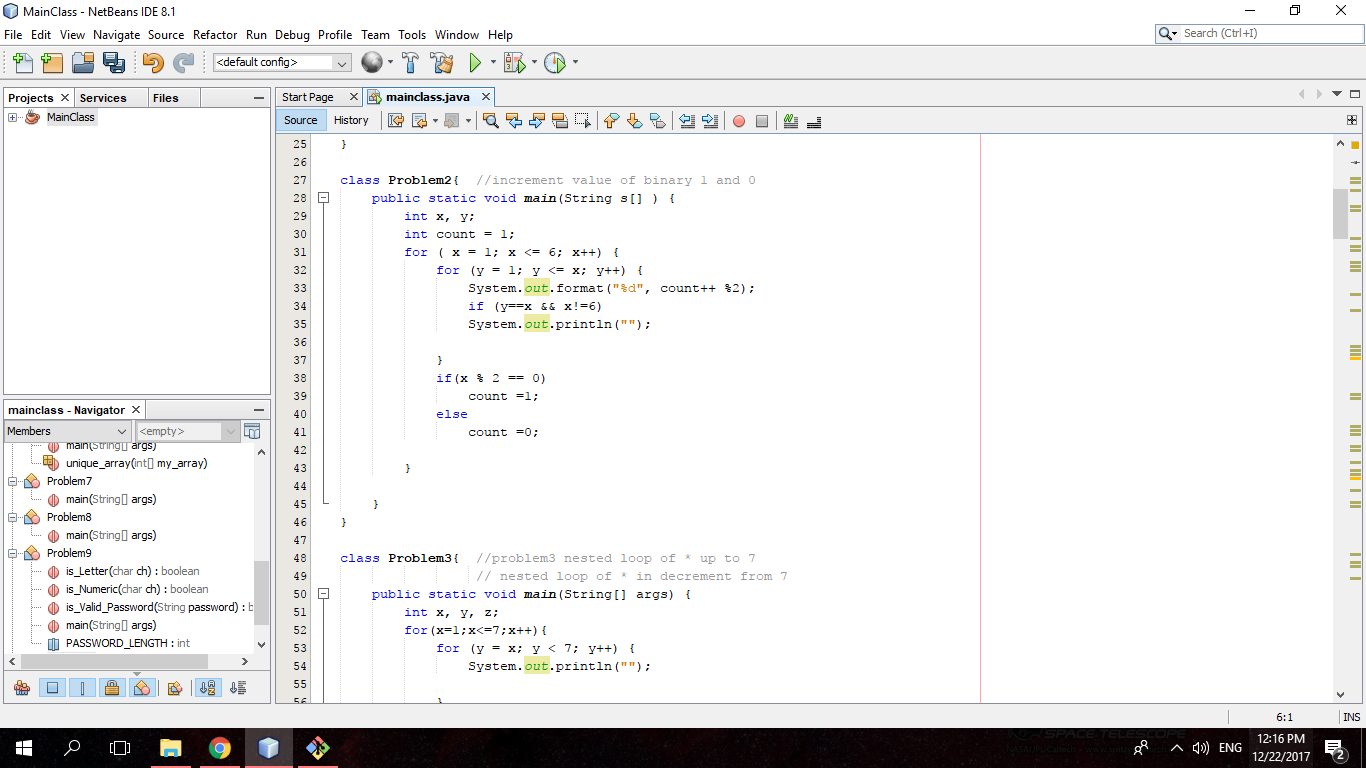 MainClass - NetBeans IDE 8.1
File Edit View Navigate Source Refactor Run Debug Profile Team Tools Window Help
Search (Ctrl+I)
<default config>
Projects Services Files
MainClass
Start Page mainclass.java
Source History
25 }
26
27 class Problem2{ //increment value of binary 1 and 0
28 public static void main(String s[] ) {
29 int x, y;
30 int count = 1;
31 for ( x = 1; x <= 6; x++) {
32 for (y = 1; y <= x; y++) {
33 System.out.format("%d", count++ %2);
34 if (y==x && x!=6)
35 System.out.println("");
36
37 }
38 if(x % 2 == 0)
39 count =1;
40 else
41 count =0;
42
43 }
44
45 }
46 }
47
48 class Problem3{ //problem3 nested loop of * up to 7
49 // nested loop of * in decrement from 7
50 public static void main(String[] args) {
51 int x, y, z;
52 for(x=1;x<=7;x++){
53 for (y = x; y < 7; y++) {
54 System.out.println("");
55
56 }
mainclass - Navigator
Members <empty>
main(String[] args)
unique_array(int[] my_array)
Problem7
main(String[] args)
Problem8
main(String[] args)
Problem9
is_Letter(char ch) : boolean
is_Numeric(char ch) : boolean
is_Valid_Password(String password) : b
main(String[] args)
PASSWORD_LENGTH : int
6:1 INS
SPACE TELESCOPE
ENG
12:16 PM
12/22/2017
2